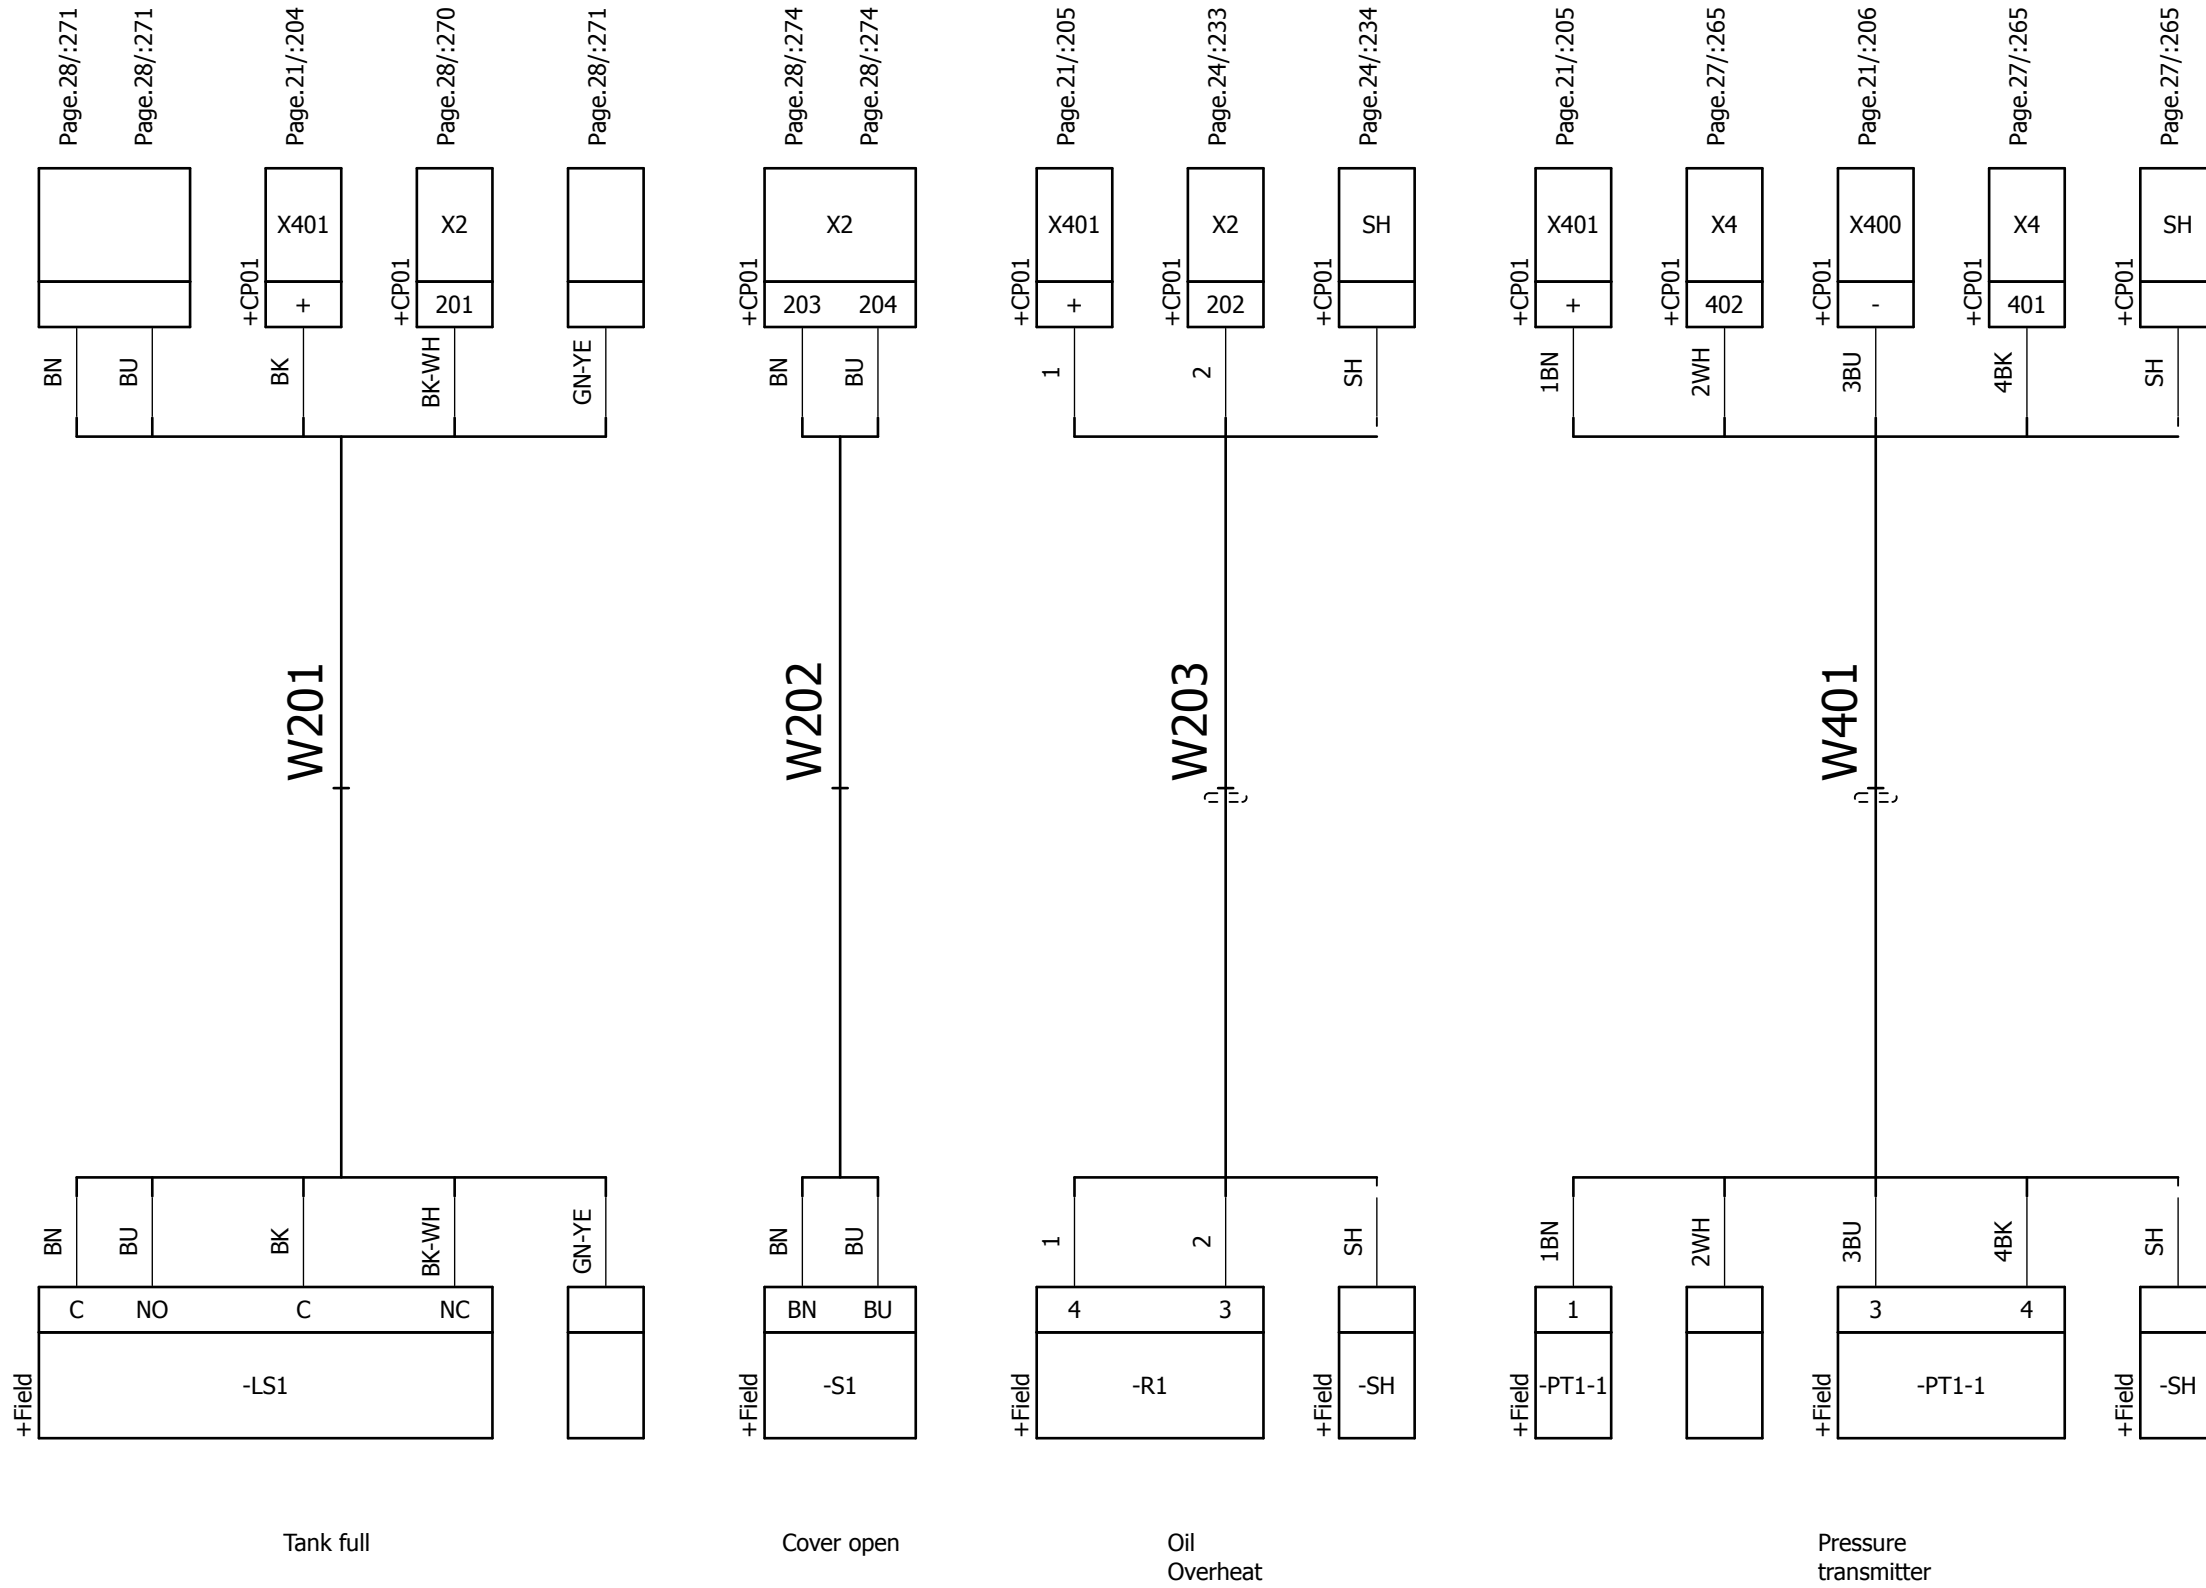 Page.28/:271 Page.28/:271 Page.21/:204 Page.28/:270 Page.28/:271 Page.28/:274 Page.28/:274 Page.21/:205 Page.24/:233 Page.24/:234 Page.21/:205 Page.27/:265 Page.21/:206 Page.27/:265 Page.27/:265
X401 X2 X2 X401 X2 SH X401 X4 X400 X4 SH
+CP01 +CP01 +CP01 +CP01 +CP01 +CP01 +CP01 +CP01 +CP01 +CP01 +CP01
+ 201 203 204 + 202 + 402 - 401
BN BU BK BK-WH GN-YE BN BU 1 2 SH 1BN 2WH 3BU 4BK SH
W201 W202 W203 W401
BN BU BK BK-WH GN-YE BN BU 1 2 SH 1BN 2WH 3BU 4BK SH
C NO C NC BN BU 4 3 1 3 4
+Field -LS1 +Field -S1 +Field -R1 +Field -SH +Field -PT1-1 +Field -PT1-1 +Field -SH
Tank full Cover open Oil Pressure
Overheat transmitter